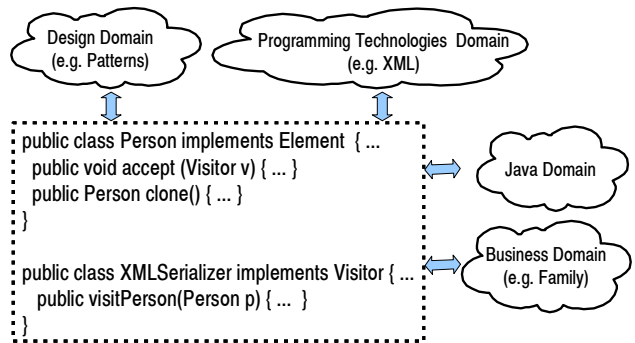 Design Domain
(e.g. Patterns)
Programming Technologies Domain
(e.g. XML)
public class Person implements Element { ...
public void accept (Visitor v) { ... }
public Person clone() { ... }
}
public class XMLSerializer implements Visitor { ...
public visitPerson(Person p) { ... }
}
Java Domain
Business Domain
(e.g. Family)